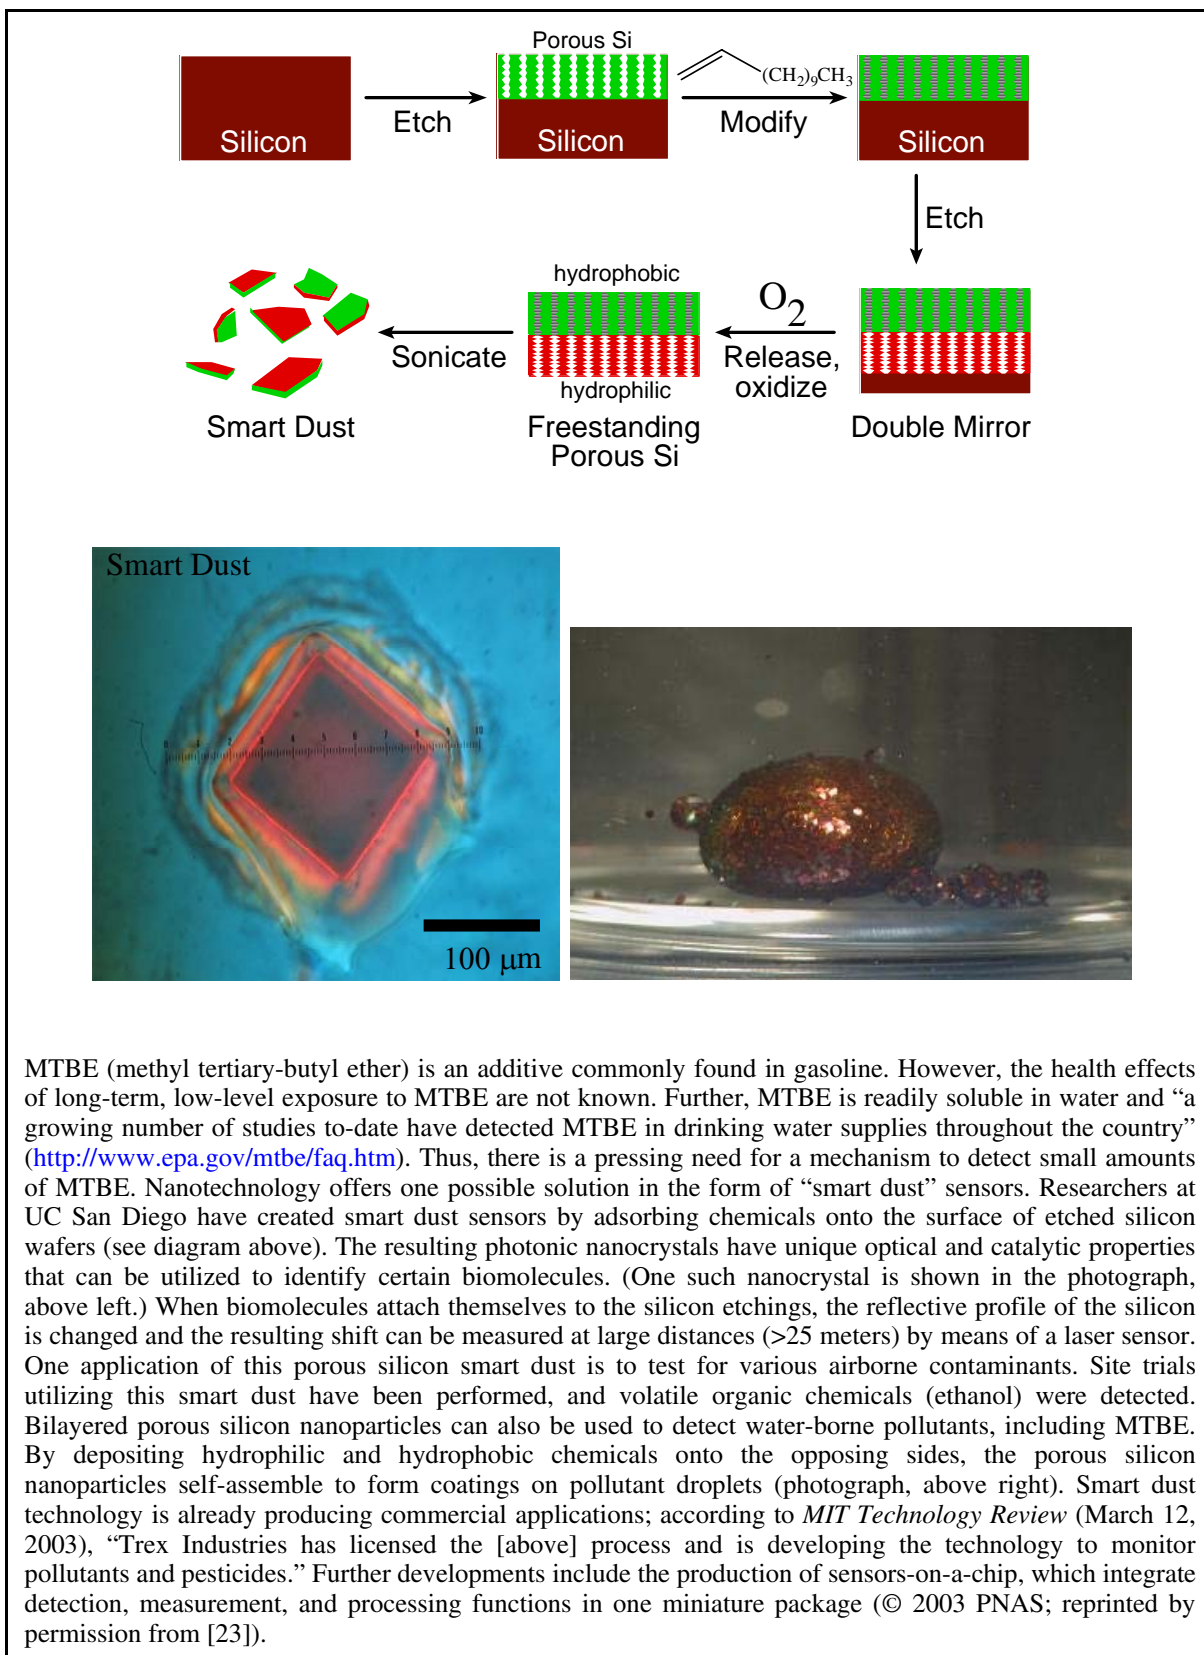 Porous Si
(CH2)9CH3
Silicon
Etch
Silicon
Modify
Silicon
Etch
hydrophobic
O2
Sonicate
Release,
oxidize
hydrophilic
Smart Dust
Freestanding
Porous Si
Double Mirror
Smart Dust
0 1 2 3 4 5 6 7 8 9 10
100 μm
MTBE (methyl tertiary-butyl ether) is an additive commonly found in gasoline. However, the health effects
of long-term, low-level exposure to MTBE are not known. Further, MTBE is readily soluble in water and “a
growing number of studies to-date have detected MTBE in drinking water supplies throughout the country”
(http://www.epa.gov/mtbe/faq.htm). Thus, there is a pressing need for a mechanism to detect small amounts
of MTBE. Nanotechnology offers one possible solution in the form of “smart dust” sensors. Researchers at
UC San Diego have created smart dust sensors by adsorbing chemicals onto the surface of etched silicon
wafers (see diagram above). The resulting photonic nanocrystals have unique optical and catalytic properties
that can be utilized to identify certain biomolecules. (One such nanocrystal is shown in the photograph,
above left.) When biomolecules attach themselves to the silicon etchings, the reflective profile of the silicon
is changed and the resulting shift can be measured at large distances (>25 meters) by means of a laser sensor.
One application of this porous silicon smart dust is to test for various airborne contaminants. Site trials
utilizing this smart dust have been performed, and volatile organic chemicals (ethanol) were detected.
Bilayered porous silicon nanoparticles can also be used to detect water-borne pollutants, including MTBE.
By depositing hydrophilic and hydrophobic chemicals onto the opposing sides, the porous silicon
nanoparticles self-assemble to form coatings on pollutant droplets (photograph, above right). Smart dust
technology is already producing commercial applications; according to MIT Technology Review (March 12,
2003), “Trex Industries has licensed the [above] process and is developing the technology to monitor
pollutants and pesticides.” Further developments include the production of sensors-on-a-chip, which integrate
detection, measurement, and processing functions in one miniature package (© 2003 PNAS; reprinted by
permission from [23]).